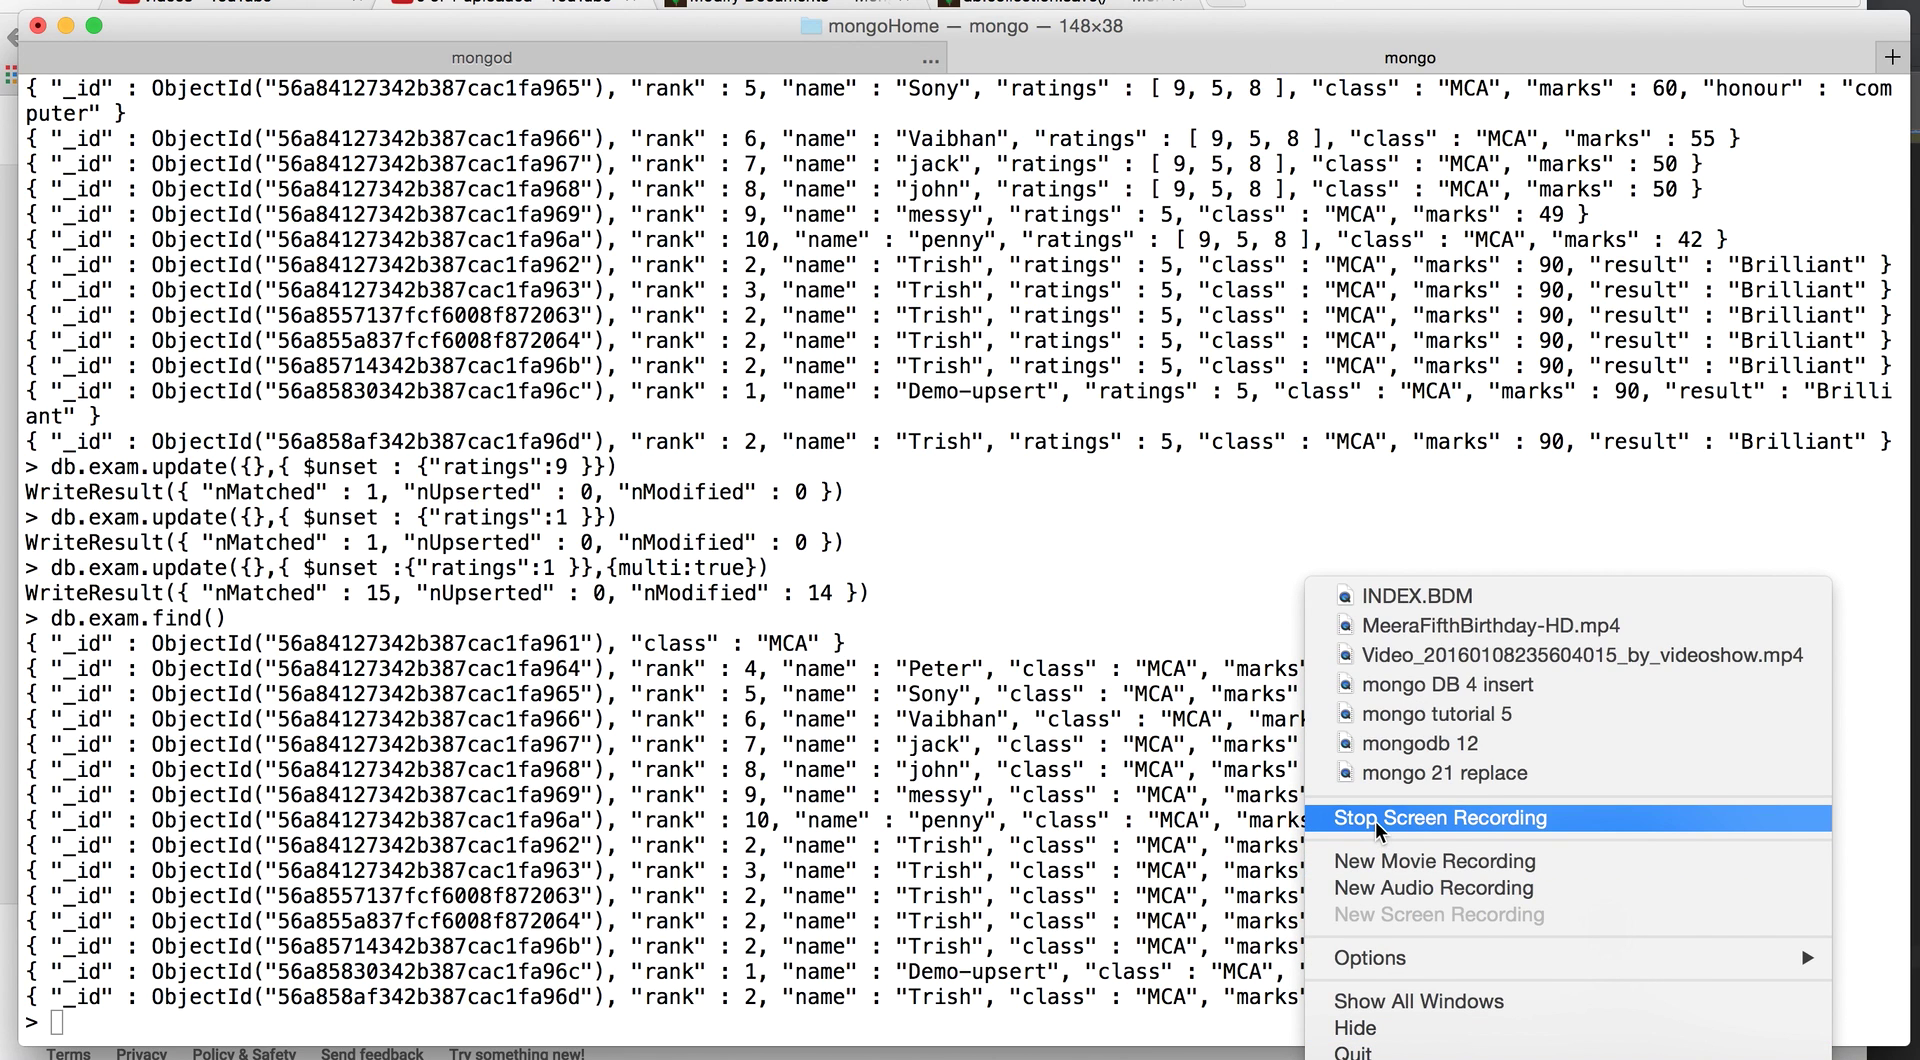 mongoHome — mongo — 148×38
mongod
...
mongo
+
{ "_id" : ObjectId("56a84127342b387cac1fa965"), "rank" : 5, "name" : "Sony", "ratings" : [ 9, 5, 8 ], "class" : "MCA", "marks" : 60, "honour" : "com
puter" }
{ "_id" : ObjectId("56a84127342b387cac1fa966"), "rank" : 6, "name" : "Vaibhan", "ratings" : [ 9, 5, 8 ], "class" : "MCA", "marks" : 55 }
{ "_id" : ObjectId("56a84127342b387cac1fa967"), "rank" : 7, "name" : "jack", "ratings" : [ 9, 5, 8 ], "class" : "MCA", "marks" : 50 }
{ "_id" : ObjectId("56a84127342b387cac1fa968"), "rank" : 8, "name" : "john", "ratings" : [ 9, 5, 8 ], "class" : "MCA", "marks" : 50 }
{ "_id" : ObjectId("56a84127342b387cac1fa969"), "rank" : 9, "name" : "messy", "ratings" : 5, "class" : "MCA", "marks" : 49 }
{ "_id" : ObjectId("56a84127342b387cac1fa96a"), "rank" : 10, "name" : "penny", "ratings" : [ 9, 5, 8 ], "class" : "MCA", "marks" : 42 }
{ "_id" : ObjectId("56a84127342b387cac1fa962"), "rank" : 2, "name" : "Trish", "ratings" : 5, "class" : "MCA", "marks" : 90, "result" : "Brilliant" }
{ "_id" : ObjectId("56a84127342b387cac1fa963"), "rank" : 3, "name" : "Trish", "ratings" : 5, "class" : "MCA", "marks" : 90, "result" : "Brilliant" }
{ "_id" : ObjectId("56a8557137fcf6008f872063"), "rank" : 2, "name" : "Trish", "ratings" : 5, "class" : "MCA", "marks" : 90, "result" : "Brilliant" }
{ "_id" : ObjectId("56a855a837fcf6008f872064"), "rank" : 2, "name" : "Trish", "ratings" : 5, "class" : "MCA", "marks" : 90, "result" : "Brilliant" }
{ "_id" : ObjectId("56a85714342b387cac1fa96b"), "rank" : 2, "name" : "Trish", "ratings" : 5, "class" : "MCA", "marks" : 90, "result" : "Brilliant" }
{ "_id" : ObjectId("56a85830342b387cac1fa96c"), "rank" : 1, "name" : "Demo-upsert", "ratings" : 5, "class" : "MCA", "marks" : 90, "result" : "Brilli
ant" }
{ "_id" : ObjectId("56a858af342b387cac1fa96d"), "rank" : 2, "name" : "Trish", "ratings" : 5, "class" : "MCA", "marks" : 90, "result" : "Brilliant" }
> db.exam.update({},{ $unset : {"ratings":9 }})
WriteResult({ "nMatched" : 1, "nUpserted" : 0, "nModified" : 0 })
> db.exam.update({},{ $unset : {"ratings":1 }})
WriteResult({ "nMatched" : 1, "nUpserted" : 0, "nModified" : 0 })
> db.exam.update({},{ $unset :{"ratings":1 }},{multi:true})
WriteResult({ "nMatched" : 15, "nUpserted" : 0, "nModified" : 14 })
> db.exam.find()
{ "_id" : ObjectId("56a84127342b387cac1fa961"), "class" : "MCA" }
{ "_id" : ObjectId("56a84127342b387cac1fa964"), "rank" : 4, "name" : "Peter", "class" : "MCA", "marks"
{ "_id" : ObjectId("56a84127342b387cac1fa965"), "rank" : 5, "name" : "Sony", "class" : "MCA", "marks"
{ "_id" : ObjectId("56a84127342b387cac1fa966"), "rank" : 6, "name" : "Vaibhan", "class" : "MCA", "mark
{ "_id" : ObjectId("56a84127342b387cac1fa967"), "rank" : 7, "name" : "jack", "class" : "MCA", "marks"
{ "_id" : ObjectId("56a84127342b387cac1fa968"), "rank" : 8, "name" : "john", "class" : "MCA", "marks"
{ "_id" : ObjectId("56a84127342b387cac1fa969"), "rank" : 9, "name" : "messy", "class" : "MCA", "marks"
{ "_id" : ObjectId("56a84127342b387cac1fa96a"), "rank" : 10, "name" : "penny", "class" : "MCA", "marks
{ "_id" : ObjectId("56a84127342b387cac1fa962"), "rank" : 2, "name" : "Trish", "class" : "MCA", "marks"
{ "_id" : ObjectId("56a84127342b387cac1fa963"), "rank" : 3, "name" : "Trish", "class" : "MCA", "marks"
{ "_id" : ObjectId("56a8557137fcf6008f872063"), "rank" : 2, "name" : "Trish", "class" : "MCA", "marks"
{ "_id" : ObjectId("56a855a837fcf6008f872064"), "rank" : 2, "name" : "Trish", "class" : "MCA", "marks"
{ "_id" : ObjectId("56a85714342b387cac1fa96b"), "rank" : 2, "name" : "Trish", "class" : "MCA", "marks"
{ "_id" : ObjectId("56a85830342b387cac1fa96c"), "rank" : 1, "name" : "Demo-upsert", "class" : "MCA",
{ "_id" : ObjectId("56a858af342b387cac1fa96d"), "rank" : 2, "name" : "Trish", "class" : "MCA", "marks"
>
INDEX.BDM
MeeraFifthBirthday-HD.mp4
Video_20160108235604015_by_videoshow.mp4
mongo DB 4 insert
mongo tutorial 5
mongodb 12
mongo 21 replace
Stop Screen Recording
New Movie Recording
New Audio Recording
New Screen Recording
Options
Show All Windows
Hide
Quit
Terms Privacy Policy & Safety Send feedback Try something new!